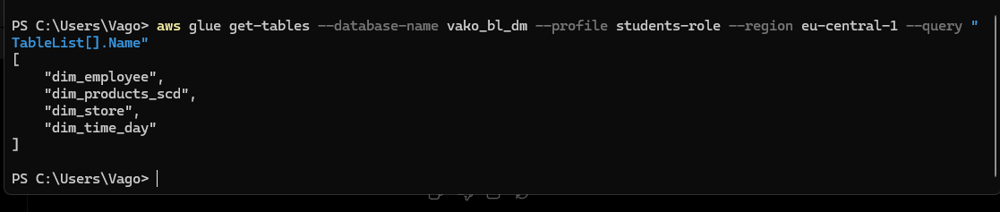 PS C:\Users\Vago> aws glue get-tables --database-name vako_bl_dm --profile students-role --region eu-central-1 --query "
TableList[].Name"
[
    "dim_employee",
    "dim_products_scd",
    "dim_store",
    "dim_time_day"
]
PS C:\Users\Vago>